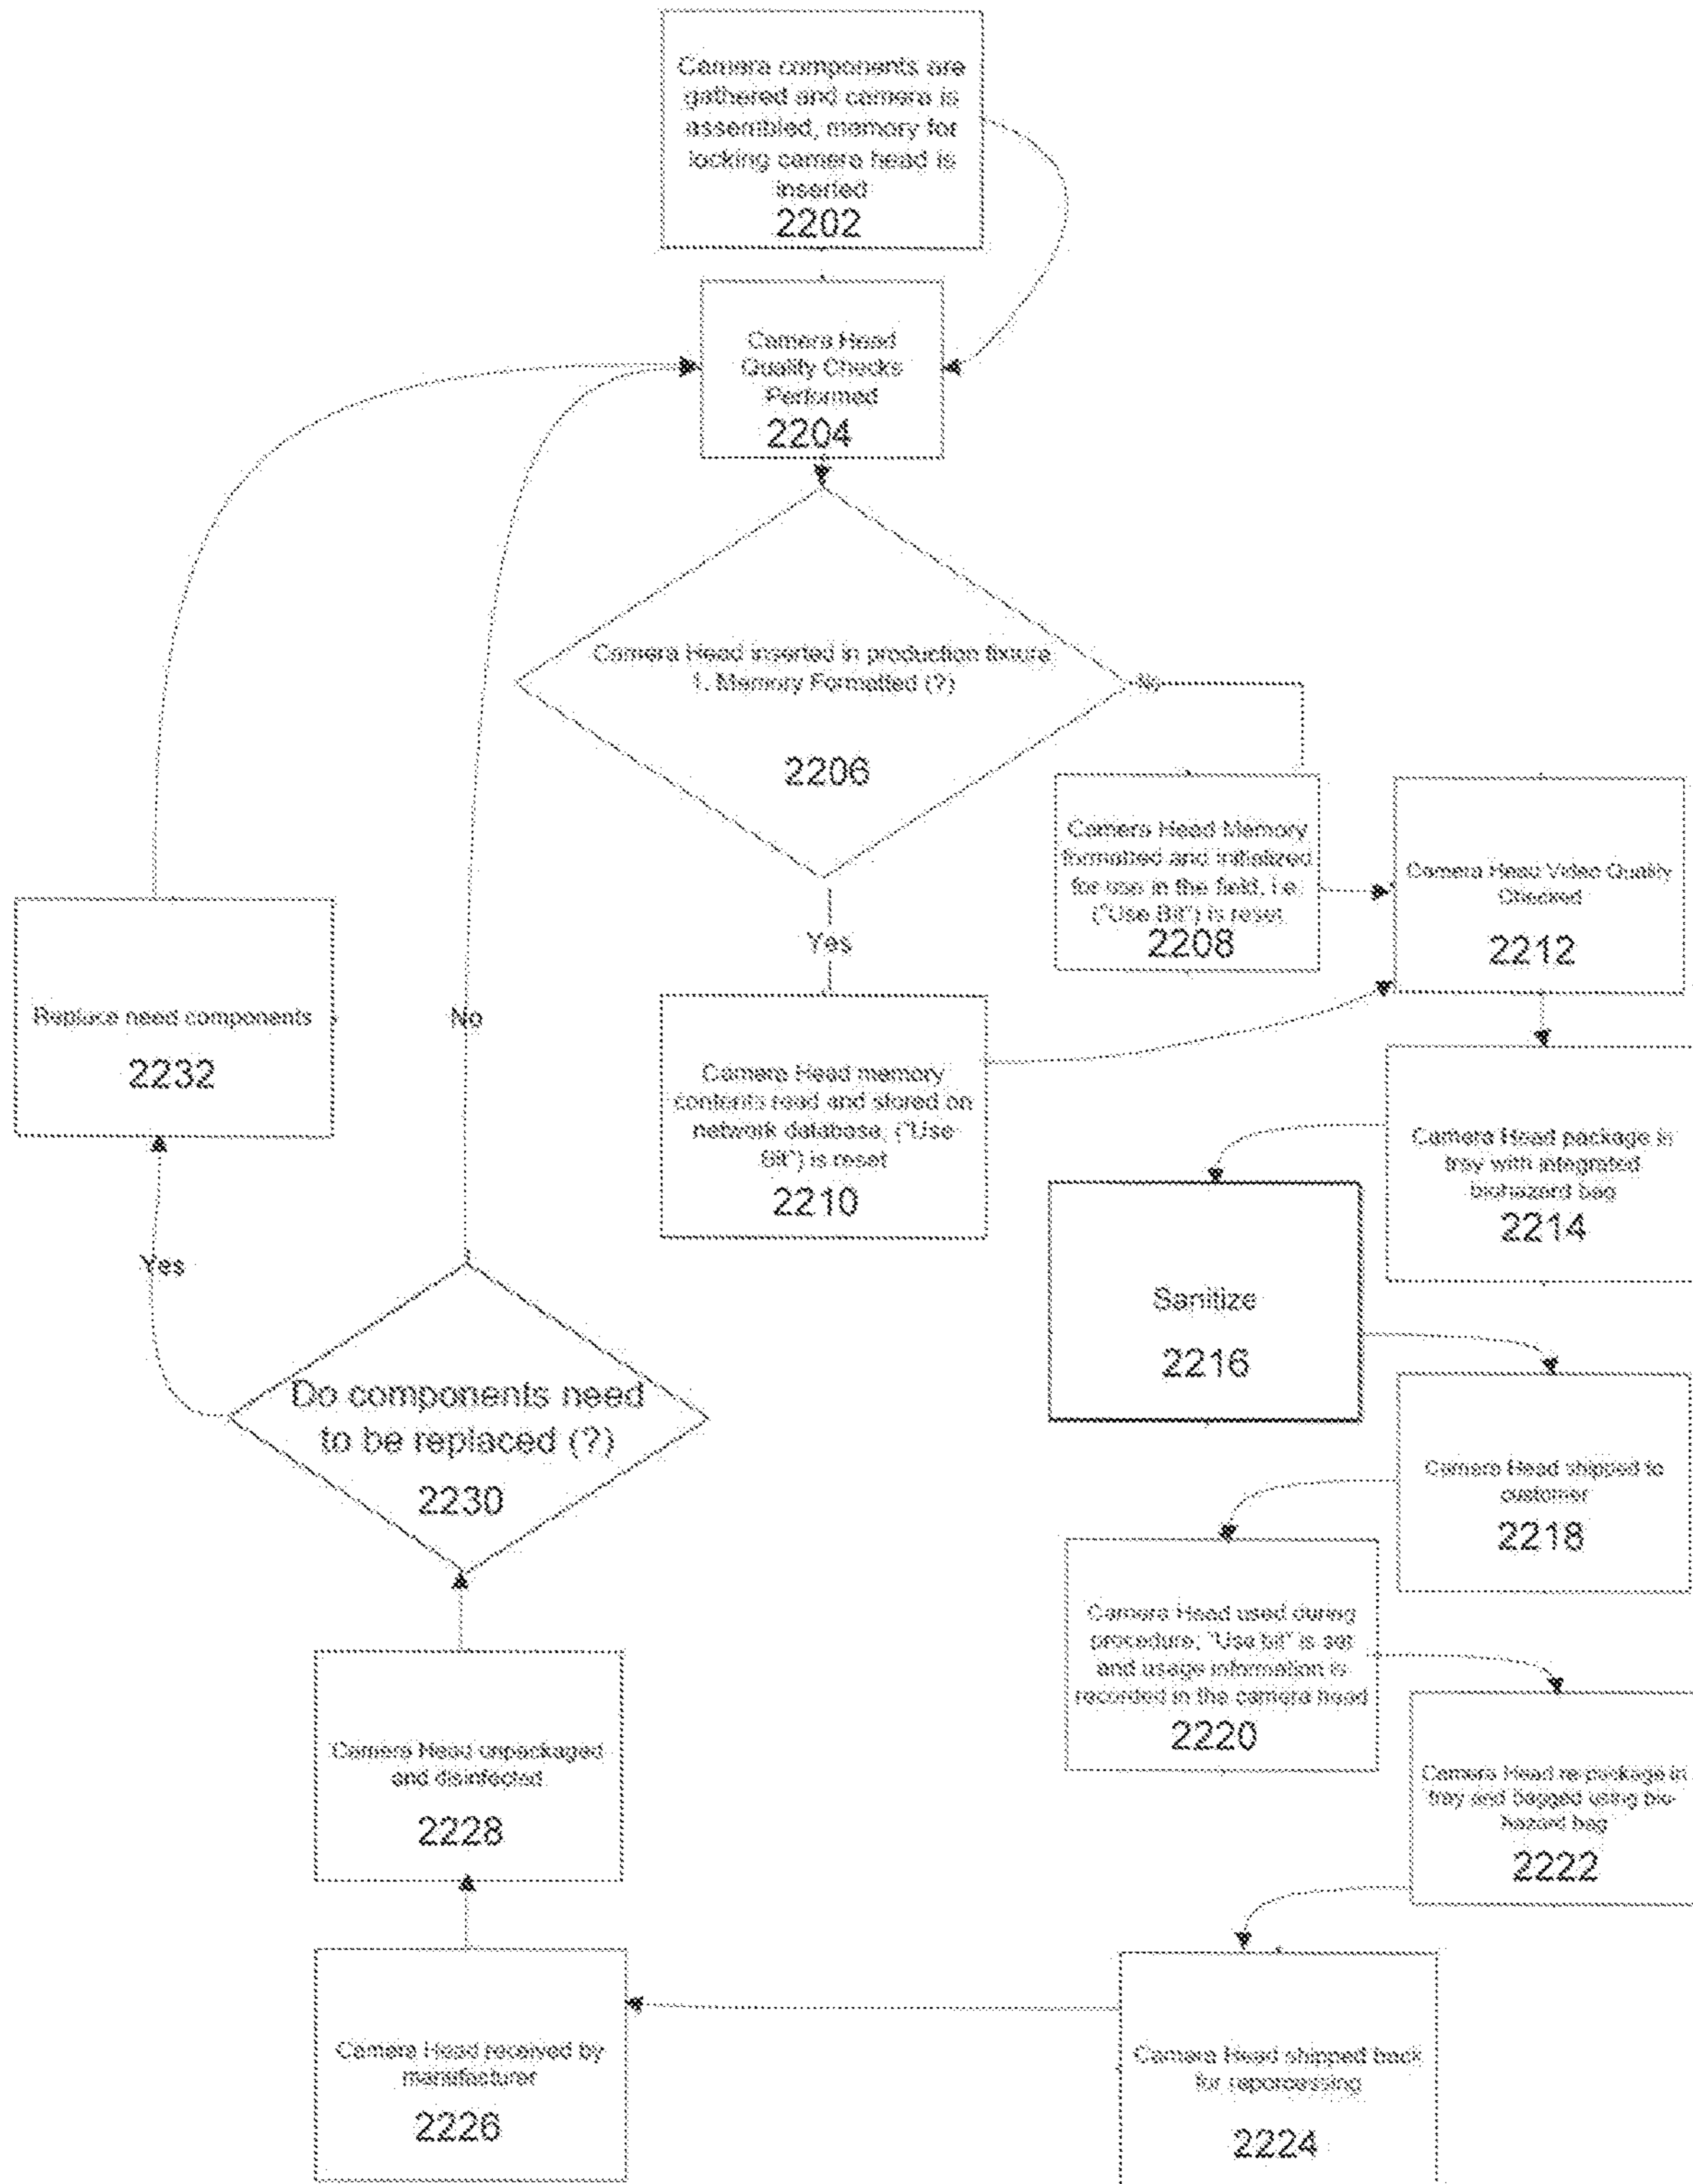 Camera components are
gathered and camera is
assembled, memory for
locking camera head is
inserted
2202
Camera Head
Quality Checks
Performed
2204
Camera Head inserted in production fixture
1. Memory Formatted (?)
2206
No
Yes
Camera Head Memory
formatted and initialized
for use in the field, i.e.
("Use Bit") is reset
2208
Camera Head Video Quality
Checked
2212
Replace need components
2232
No
Camera Head memory
contents read and stored on
network database, ("Use
Bit") is reset
2210
Camera Head package in
tray with integrated
biohazard bag
2214
Yes
Sanitize
2216
Do components need
to be replaced (?)
2230
Camera Head shipped to
customer
2218
Camera Head used during
procedure, "Use bit" is set
and usage information is
recorded in the camera head
2220
Camera Head unpackaged
and disinfected
2228
Camera Head re-package in
tray and bagged using bio-
hazard bag
2222
Camera Head received by
manufacturer
2226
Camera Head shipped back
for reporcessing
2224